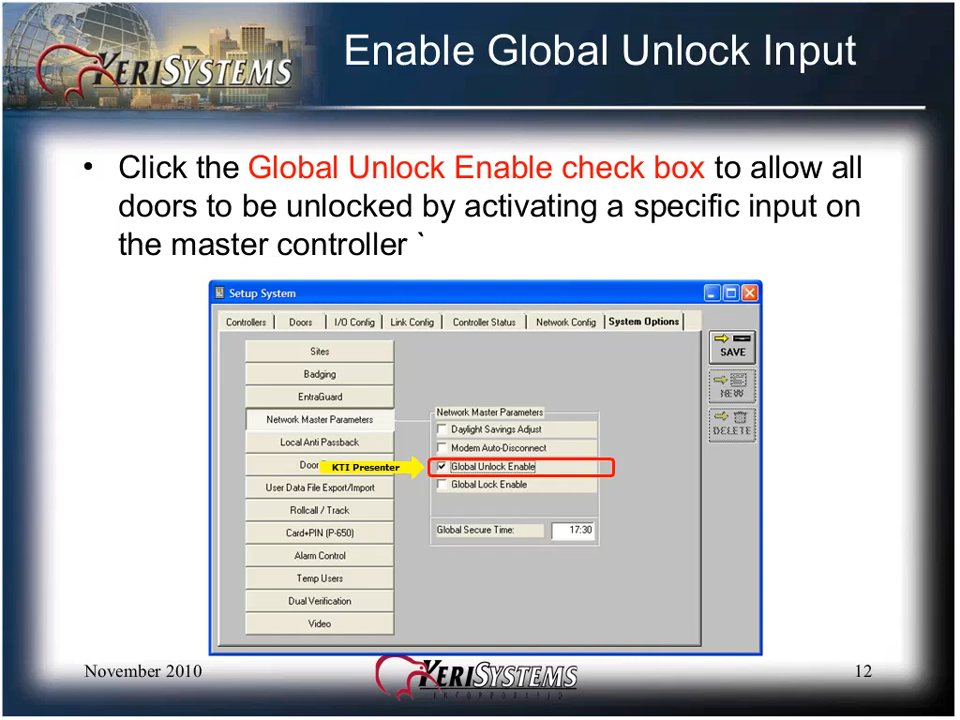 KERISYSTEMS
Enable Global Unlock Input
• Click the Global Unlock Enable check box to allow all
doors to be unlocked by activating a specific input on
the master controller `
Setup System
Controllers Doors I/O Config Link Config Controller Status Network Config System Options
SAVE
NEW
DELETE
Sites
Badging
EntraGuard
Network Master Parameters
Local Anti Passback
Door
KTI Presenter
User Data File Export/Import
Rollcall / Track
Card+PIN (P-650)
Alarm Control
Temp Users
Dual Verification
Video
Network Master Parameters
Daylight Savings Adjust
Modem Auto-Disconnect
Global Unlock Enable
Global Lock Enable
Global Secure Time: 17:30
November 2010
KERISYSTEMS
INCORPORATED
12